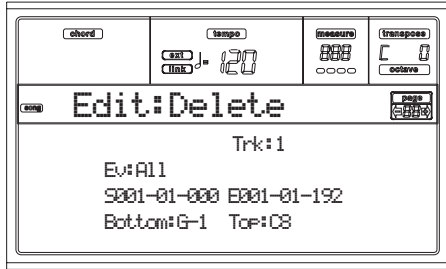 chord tempo measure transpose
ext link ♩= 120 888 C 0
octave
song Edit:Delete page
88
Trk:1
Ev:All
S001-01-000 E001-01-192
Bottom:G-1 Top:C8